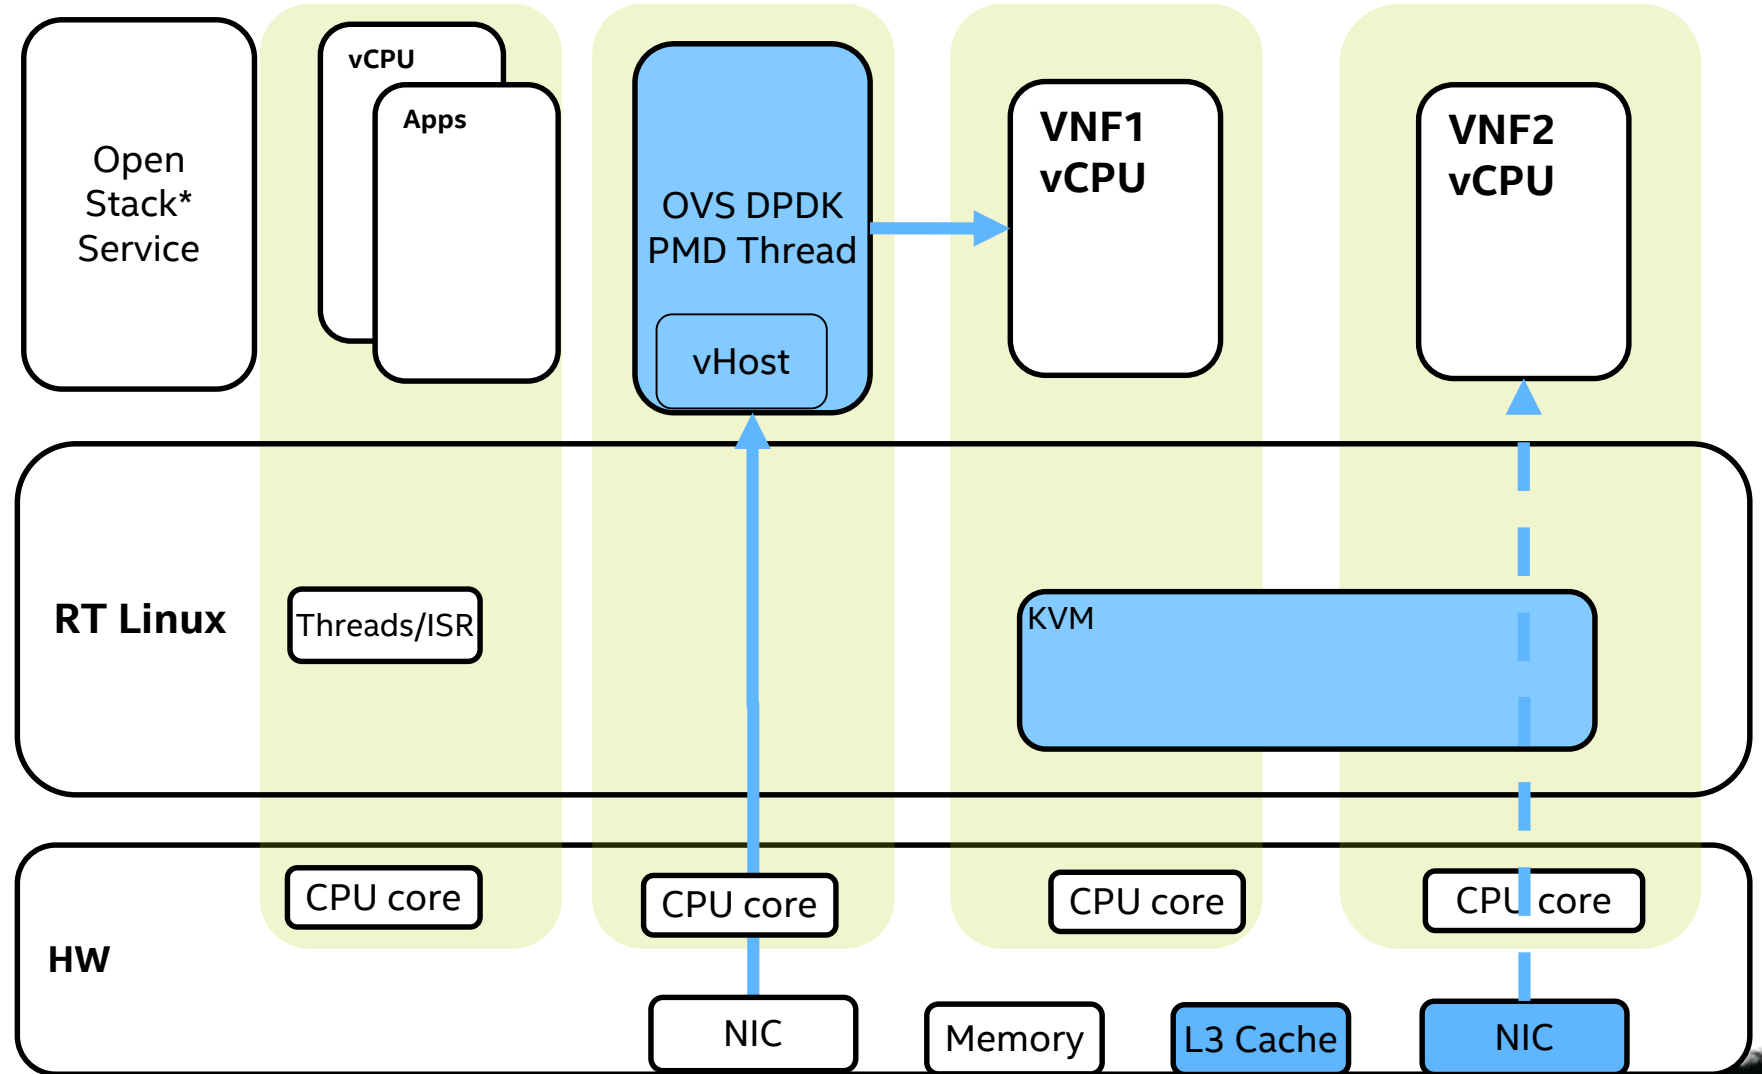 Open
Stack*
Service
vCPU
Apps
OVS DPDK
PMD Thread
vHost
VNF1
vCPU
VNF2
vCPU
RT Linux
Threads/ISR
KVM
HW
CPU core
CPU core
CPU core
CPU core
NIC
Memory
L3 Cache
NIC